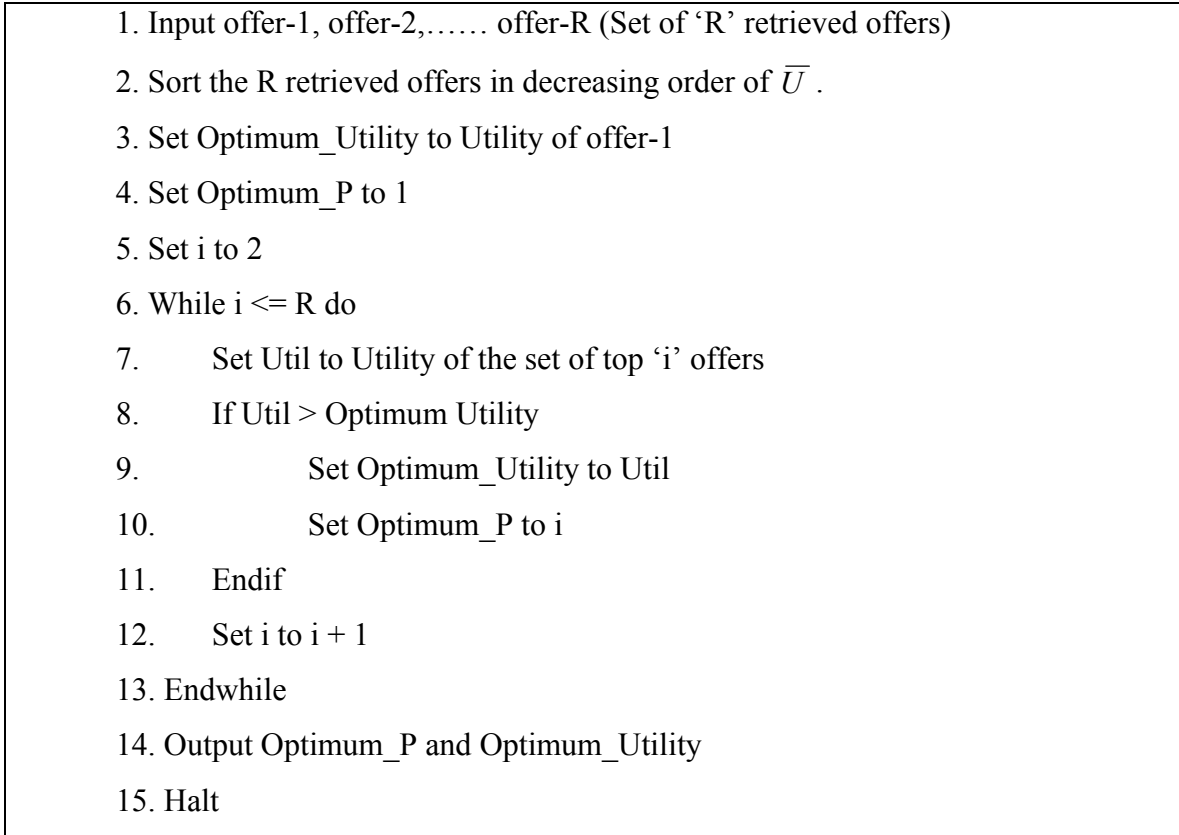 1. Input offer-1, offer-2,…… offer-R (Set of ‘R’ retrieved offers)
2. Sort the R retrieved offers in decreasing order of U̅ .
3. Set Optimum_Utility to Utility of offer-1
4. Set Optimum_P to 1
5. Set i to 2
6. While i <= R do
7. Set Util to Utility of the set of top ‘i’ offers
8. If Util > Optimum Utility
9. Set Optimum_Utility to Util
10. Set Optimum_P to i
11. Endif
12. Set i to i + 1
13. Endwhile
14. Output Optimum_P and Optimum_Utility
15. Halt